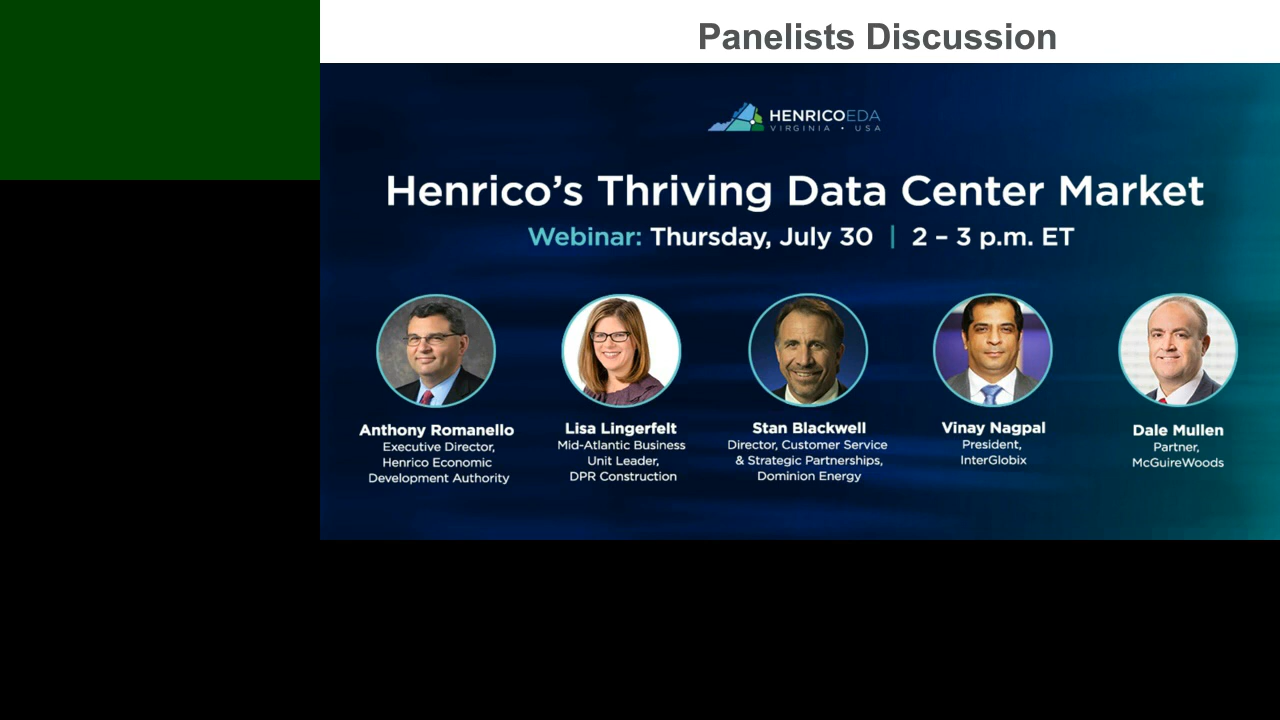 Panelists Discussion
HENRICOEDA
VIRGINIA • USA
Henrico's Thriving Data Center Market
Webinar: Thursday, July 30 | 2 – 3 p.m. ET
Anthony Romanello
Executive Director,
Henrico Economic
Development Authority
Lisa Lingerfelt
Mid-Atlantic Business
Unit Leader,
DPR Construction
Stan Blackwell
Director, Customer Service
& Strategic Partnerships,
Dominion Energy
Vinay Nagpal
President,
InterGlobix
Dale Mullen
Partner,
McGuireWoods